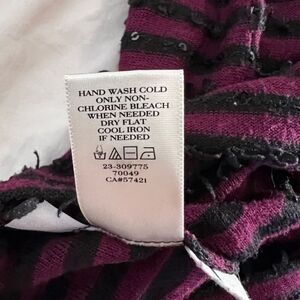 HAND WASH COLD
ONLY NON-
CHLORINE BLEACH
WHEN NEEDED
DRY FLAT
COOL IRON
IF NEEDED
23-309775
70049
CA#57421